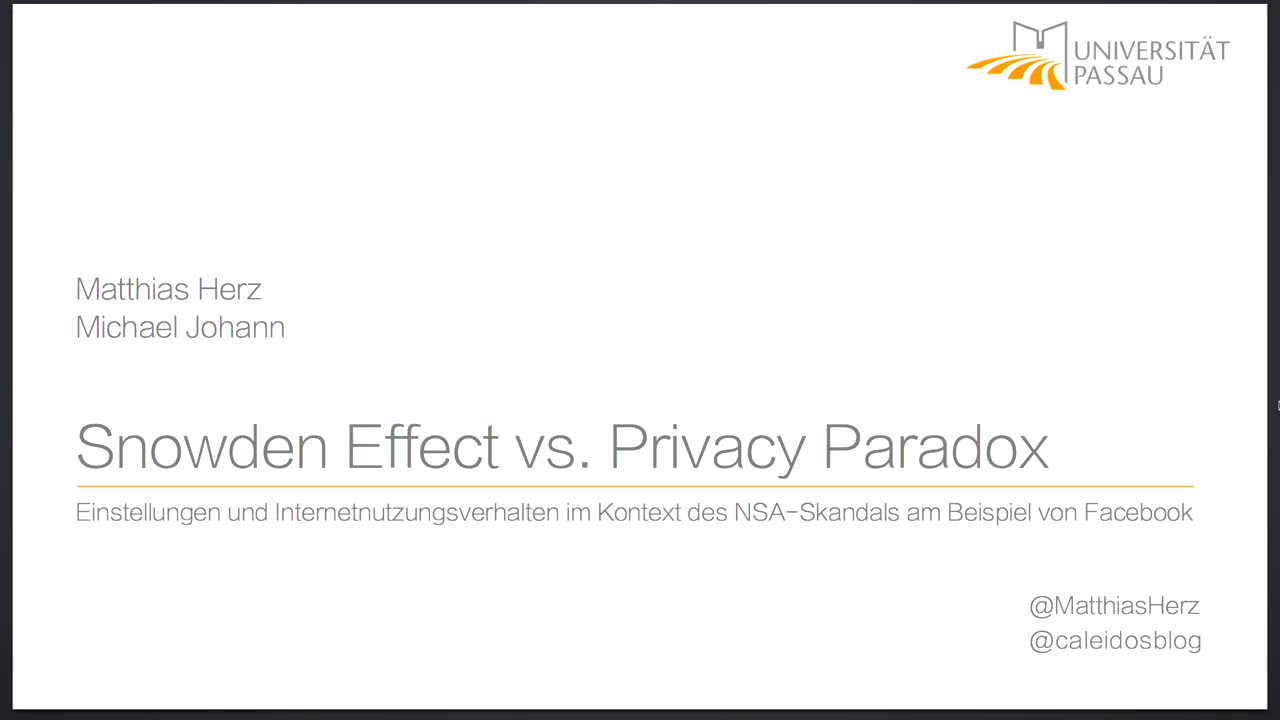 UNIVERSITÄT
PASSAU
Matthias Herz
Michael Johann
Snowden Effect vs. Privacy Paradox
Einstellungen und Internetnutzungsverhalten im Kontext des NSA-Skandals am Beispiel von Facebook
@MatthiasHerz
@caleidosblog